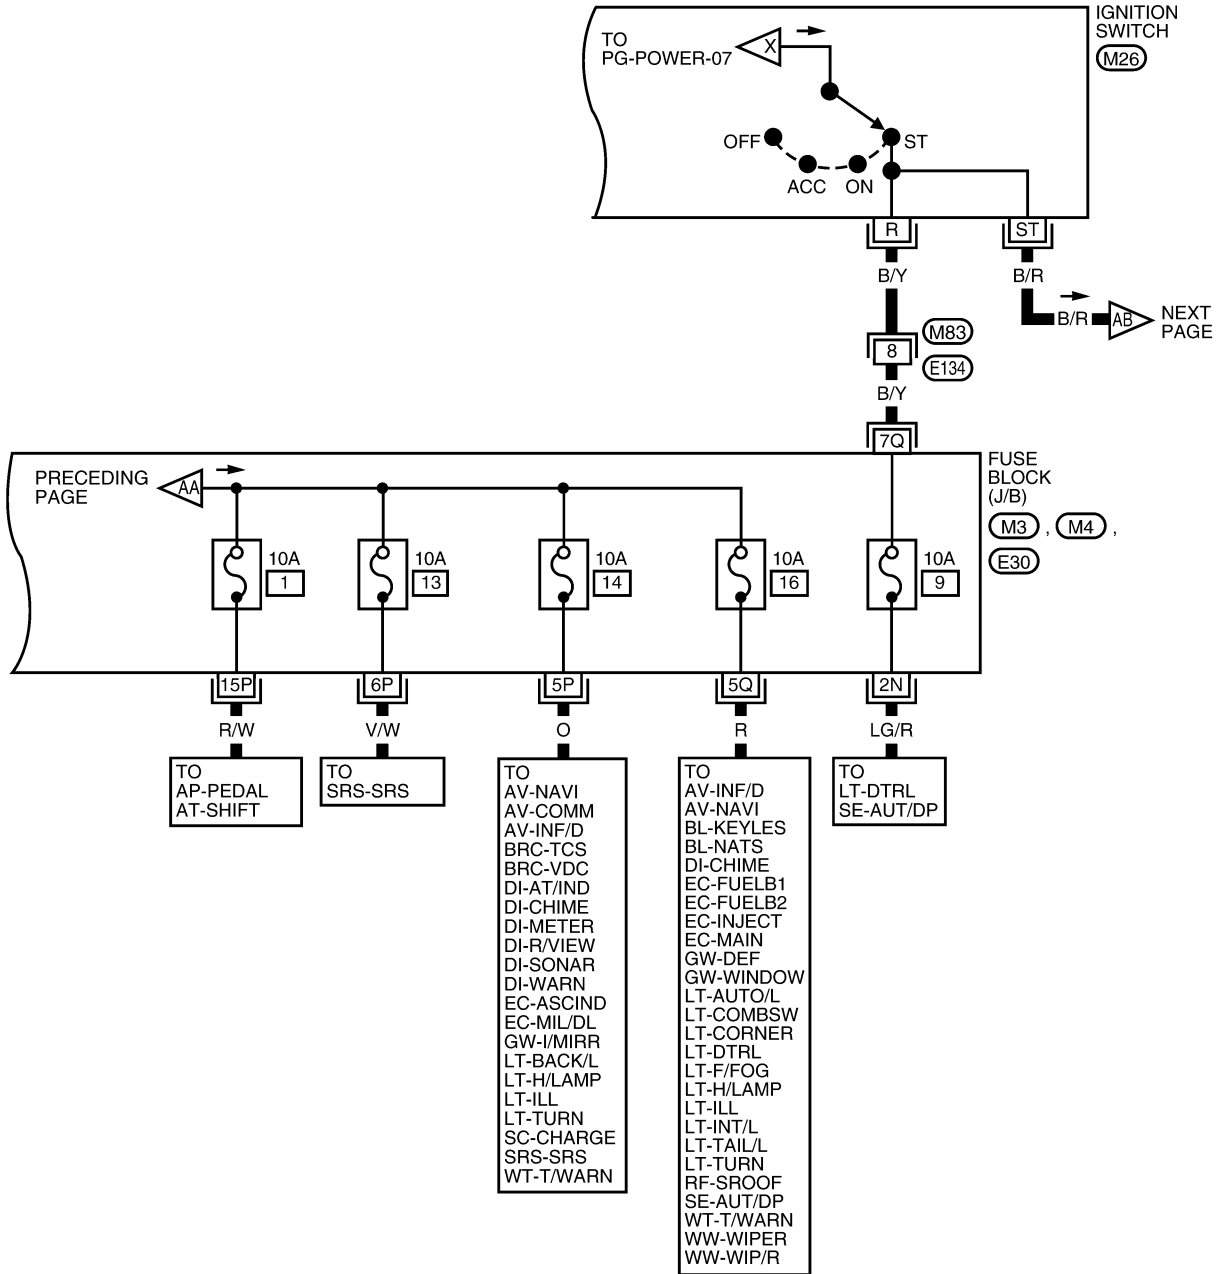 IGNITION
SWITCH
M26
TO
PG-POWER-07
X
OFF
ACC
ON
ST
R
ST
B/Y
B/R
B/R
AB
NEXT
PAGE
M83
8
E134
B/Y
7Q
FUSE
BLOCK
(J/B)
M3 , M4 ,
E30
PRECEDING
PAGE
AA
10A
1
10A
13
10A
14
10A
16
10A
9
15P
6P
5P
5Q
2N
R/W
V/W
O
R
LG/R
TO
AP-PEDAL
AT-SHIFT
TO
SRS-SRS
TO
AV-NAVI
AV-COMM
AV-INF/D
BRC-TCS
BRC-VDC
DI-AT/IND
DI-CHIME
DI-METER
DI-R/VIEW
DI-SONAR
DI-WARN
EC-ASCIND
EC-MIL/DL
GW-I/MIRR
LT-BACK/L
LT-H/LAMP
LT-ILL
LT-TURN
SC-CHARGE
SRS-SRS
WT-T/WARN
TO
AV-INF/D
AV-NAVI
BL-KEYLES
BL-NATS
DI-CHIME
EC-FUELB1
EC-FUELB2
EC-INJECT
EC-MAIN
GW-DEF
GW-WINDOW
LT-AUTO/L
LT-COMBSW
LT-CORNER
LT-DTRL
LT-F/FOG
LT-H/LAMP
LT-ILL
LT-INT/L
LT-TAIL/L
LT-TURN
RF-SROOF
SE-AUT/DP
WT-T/WARN
WW-WIPER
WW-WIP/R
TO
LT-DTRL
SE-AUT/DP